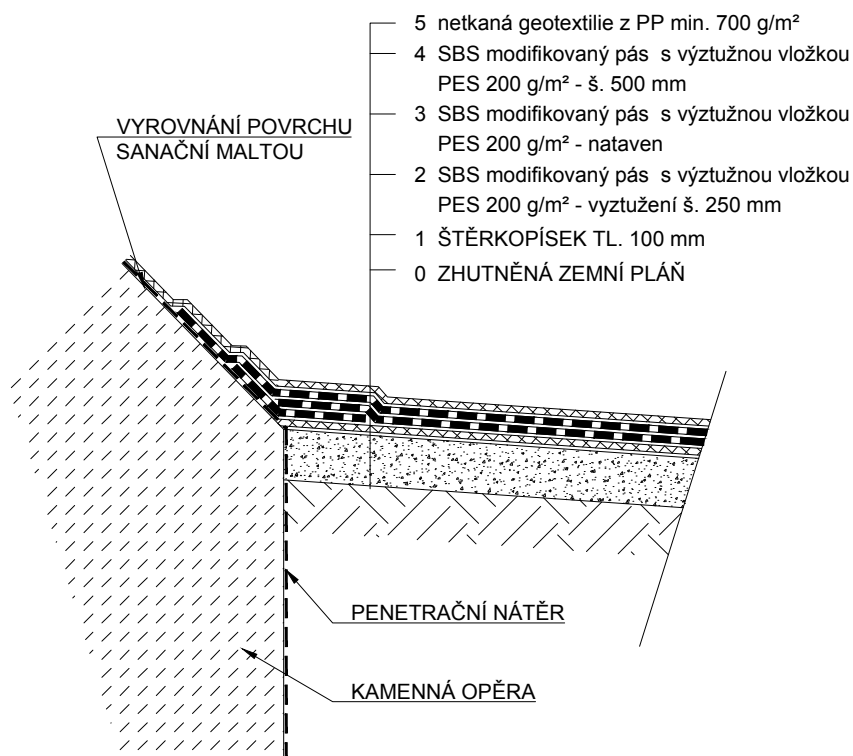 5 netkaná geotextilie z PP min. 700 g/m²
4 SBS modifikovaný pás s výztužnou vložkou
PES 200 g/m² - š. 500 mm
3 SBS modifikovaný pás s výztužnou vložkou
PES 200 g/m² - nataven
2 SBS modifikovaný pás s výztužnou vložkou
PES 200 g/m² - vyztužení š. 250 mm
1 ŠTĚRKOPÍSEK TL. 100 mm
0 ZHUTNĚNÁ ZEMNÍ PLÁŇ
VYROVNÁNÍ POVRCHU
SANAČNÍ MALTOU
PENETRAČNÍ NÁTĚR
KAMENNÁ OPĚRA